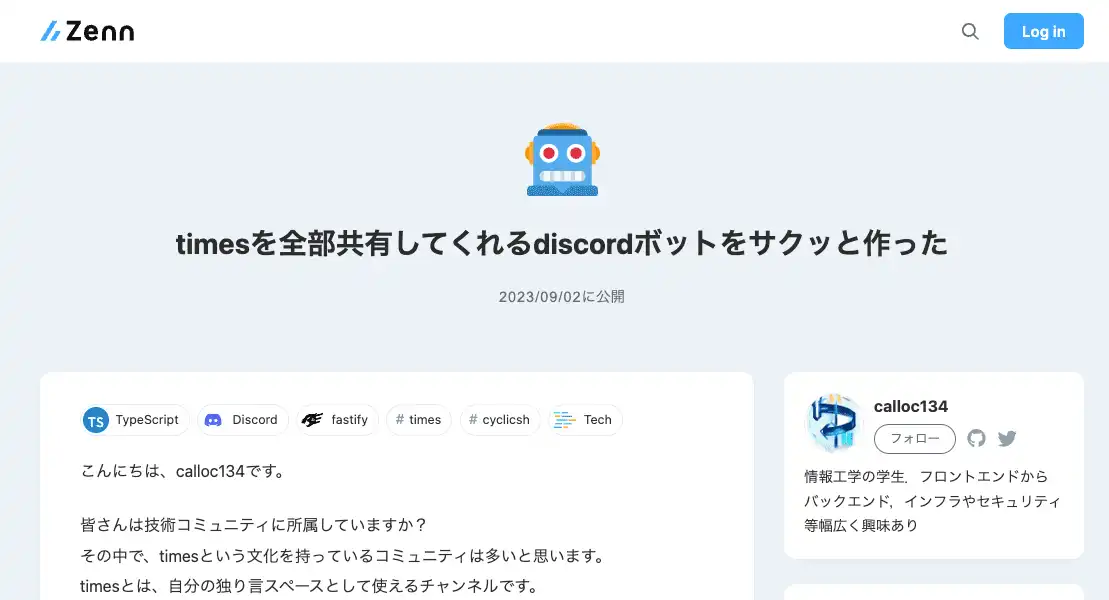 Zenn
Log in
timesを全部共有してくれるdiscordボットをサクッと作った
2023/09/02に公開
TS TypeScript Discord fastify # times # cyclicsh Tech
こんにちは、calloc134です。
皆さんは技術コミュニティに所属していますか？
その中で、timesという文化を持っているコミュニティは多いと思います。
timesとは、自分の独り言スペースとして使えるチャンネルです。
calloc134
フォロー
情報工学の学生．フロントエンドから
バックエンド，インフラやセキュリティ
等幅広く興味あり